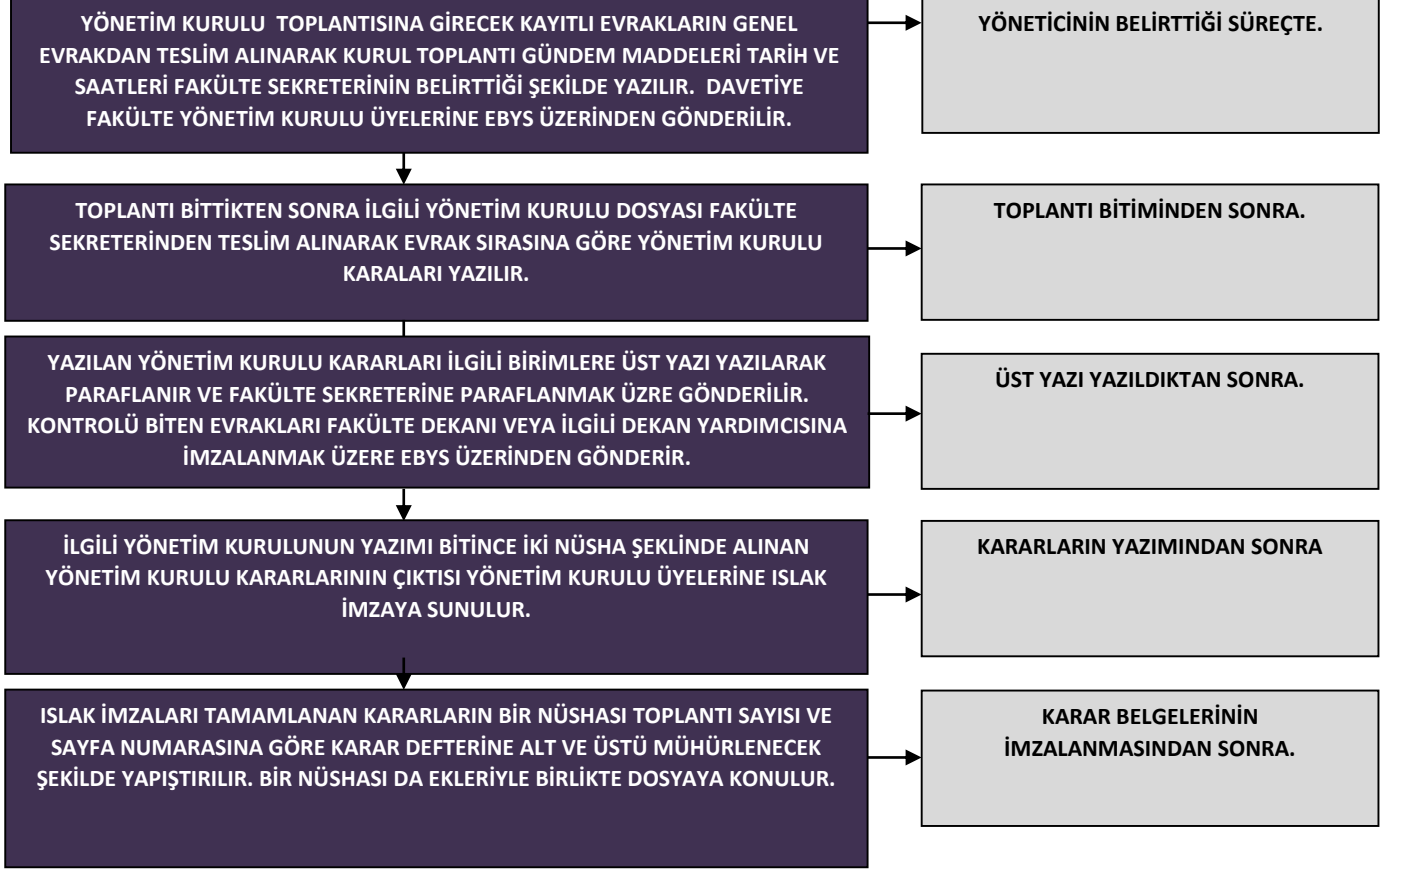 YÖNETİM KURULU  TOPLANTISINA GİRECEK KAYITLI EVRAKLARIN GENEL
EVRAKDAN TESLİM ALINARAK KURUL TOPLANTI GÜNDEM MADDELERİ TARİH VE
SAATLERİ FAKÜLTE SEKRETERİNİN BELİRTTİĞİ ŞEKİLDE YAZILIR.  DAVETİYE
FAKÜLTE YÖNETİM KURULU ÜYELERİNE EBYS ÜZERİNDEN GÖNDERİLİR.
YÖNETİCİNİN BELİRTTİĞİ SÜREÇTE.
TOPLANTI BİTTİKTEN SONRA İLGİLİ YÖNETİM KURULU DOSYASI FAKÜLTE
SEKRETERİNDEN TESLİM ALINARAK EVRAK SIRASINA GÖRE YÖNETİM KURULU
KARALARI YAZILIR.
TOPLANTI BİTİMİNDEN SONRA.
YAZILAN YÖNETİM KURULU KARARLARI İLGİLİ BİRİMLERE ÜST YAZI YAZILARAK
PARAFLANIR VE FAKÜLTE SEKRETERİNE PARAFLANMAK ÜZRE GÖNDERİLİR.
KONTROLÜ BİTEN EVRAKLARI FAKÜLTE DEKANI VEYA İLGİLİ DEKAN YARDIMCISINA
İMZALANMAK ÜZERE EBYS ÜZERİNDEN GÖNDERİR.
ÜST YAZI YAZILDIKTAN SONRA.
İLGİLİ YÖNETİM KURULUNUN YAZIMI BİTİNCE İKİ NÜSHA ŞEKLİNDE ALINAN
YÖNETİM KURULU KARARLARININ ÇIKTISI YÖNETİM KURULU ÜYELERİNE ISLAK
İMZAYA SUNULUR.
KARARLARIN YAZIMINDAN SONRA
ISLAK İMZALARI TAMAMLANAN KARARLARIN BİR NÜSHASI TOPLANTI SAYISI VE
SAYFA NUMARASINA GÖRE KARAR DEFTERİNE ALT VE ÜSTÜ MÜHÜRLENECEK
ŞEKİLDE YAPIŞTIRILIR. BİR NÜSHASI DA EKLERİYLE BİRLİKTE DOSYAYA KONULUR.
KARAR BELGELERİNİN
İMZALANMASINDAN SONRA.